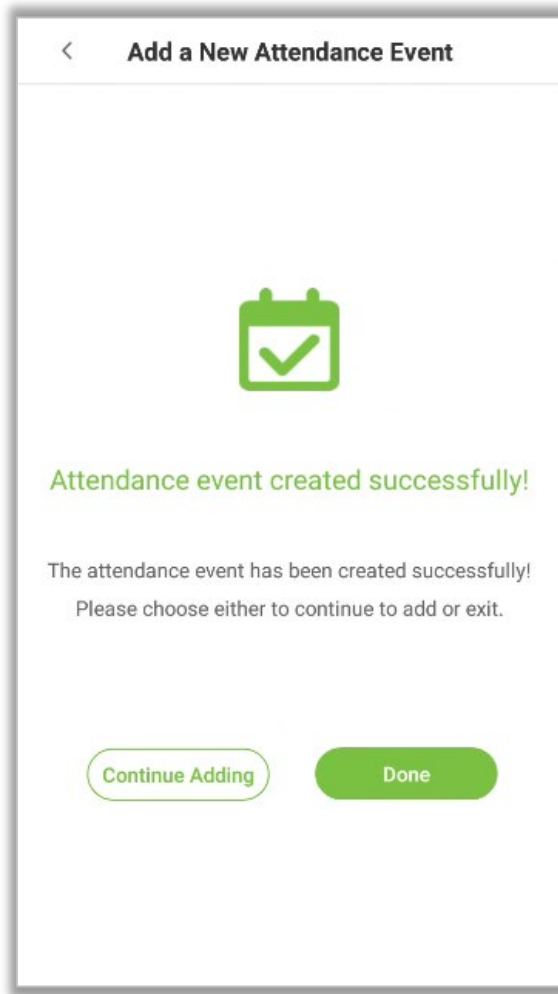 Add a New Attendance Event
Attendance event created successfully!
The attendance event has been created successfully!
Please choose either to continue to add or exit.
Continue Adding
Done